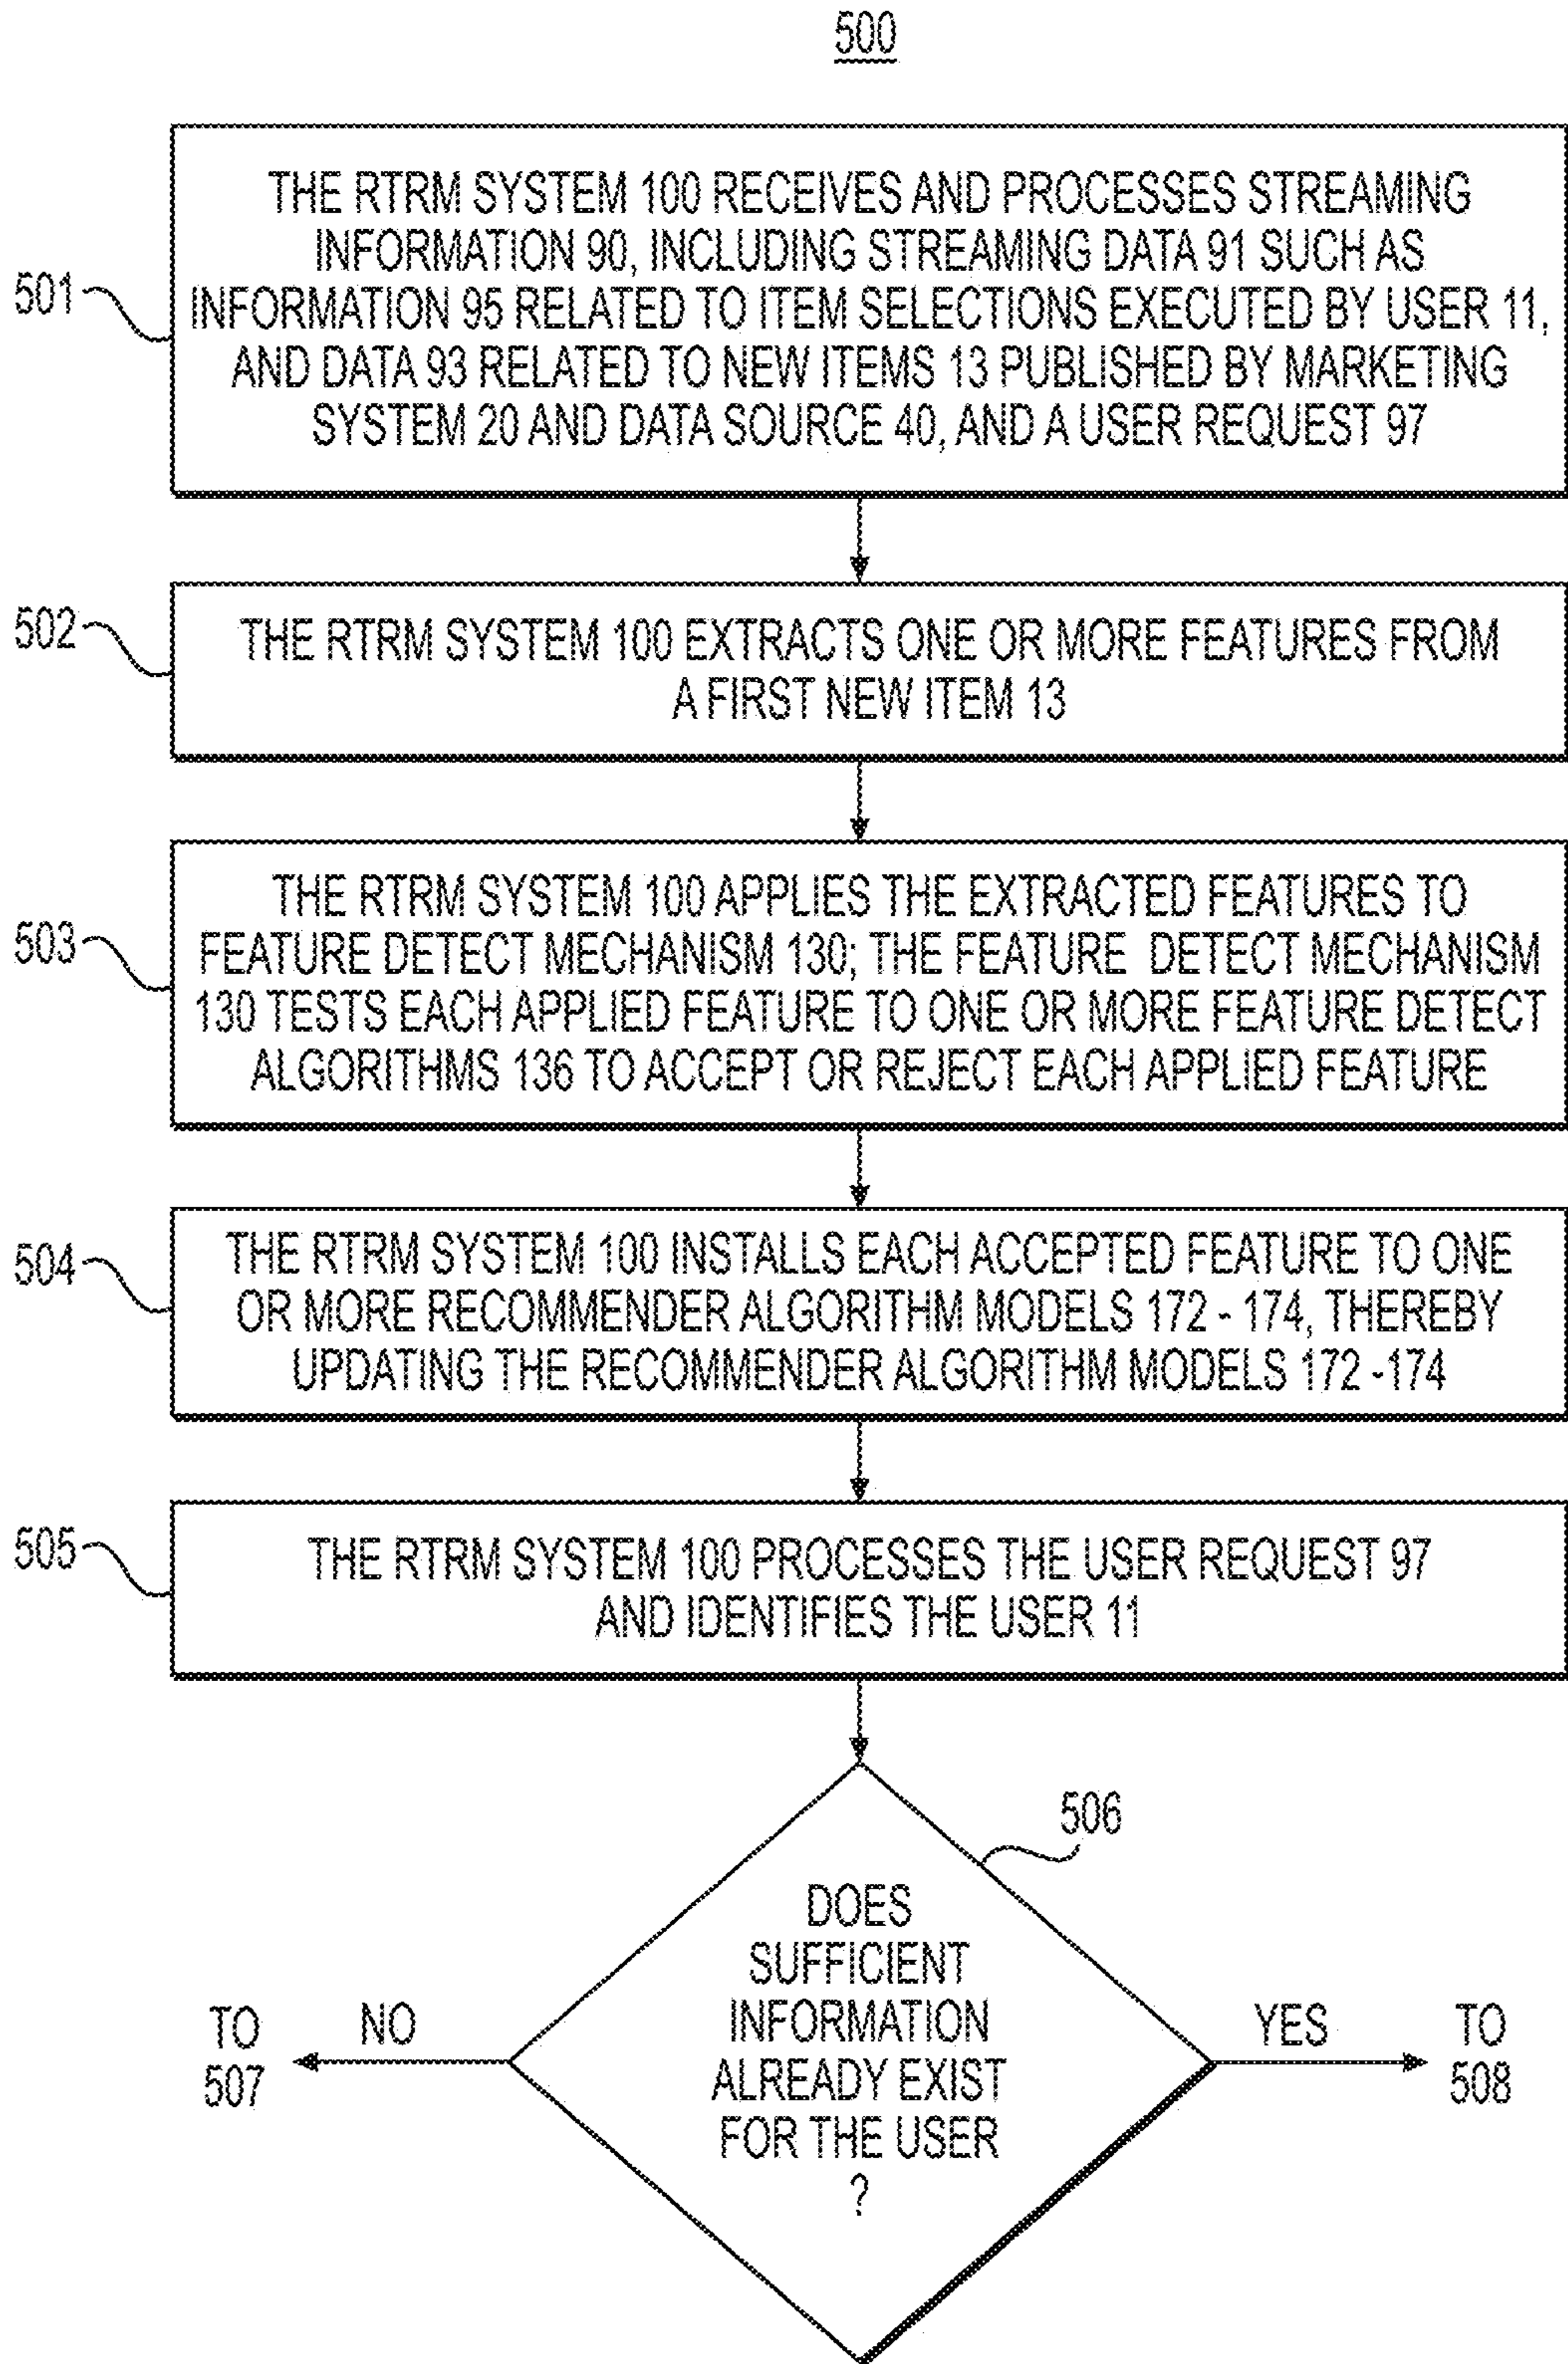 500
501
THE RTRM SYSTEM 100 RECEIVES AND PROCESSES STREAMING
INFORMATION 90, INCLUDING STREAMING DATA 91 SUCH AS
INFORMATION 95 RELATED TO ITEM SELECTIONS EXECUTED BY USER 11,
AND DATA 93 RELATED TO NEW ITEMS 13 PUBLISHED BY MARKETING
SYSTEM 20 AND DATA SOURCE 40, AND A USER REQUEST 97
502
THE RTRM SYSTEM 100 EXTRACTS ONE OR MORE FEATURES FROM
A FIRST NEW ITEM 13
503
THE RTRM SYSTEM 100 APPLIES THE EXTRACTED FEATURES TO
FEATURE DETECT MECHANISM 130; THE FEATURE DETECT MECHANISM
130 TESTS EACH APPLIED FEATURE TO ONE OR MORE FEATURE DETECT
ALGORITHMS 136 TO ACCEPT OR REJECT EACH APPLIED FEATURE
504
THE RTRM SYSTEM 100 INSTALLS EACH ACCEPTED FEATURE TO ONE
OR MORE RECOMMENDER ALGORITHM MODELS 172 - 174, THEREBY
UPDATING THE RECOMMENDER ALGORITHM MODELS 172 -174
505
THE RTRM SYSTEM 100 PROCESSES THE USER REQUEST 97
AND IDENTIFIES THE USER 11
506
DOES
SUFFICIENT
INFORMATION
ALREADY EXIST
FOR THE USER
?
NO
TO
507
YES
TO
508